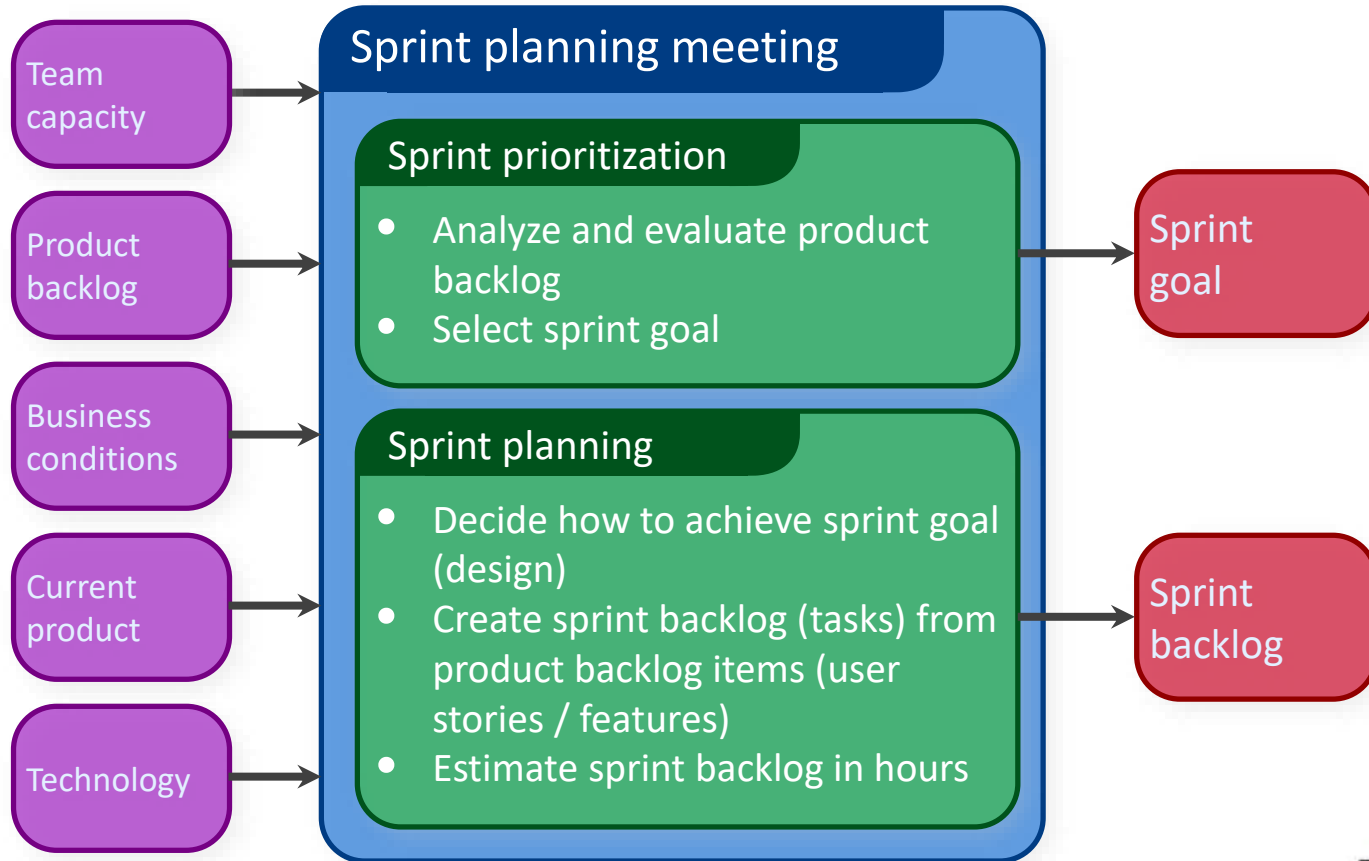 Team
capacity
Product
backlog
Business
conditions
Current
product
Technology
Sprint planning meeting
Sprint prioritization
• Analyze and evaluate product
backlog
• Select sprint goal
Sprint planning
• Decide how to achieve sprint goal
(design)
• Create sprint backlog (tasks) from
product backlog items (user
stories / features)
• Estimate sprint backlog in hours
Sprint
goal
Sprint
backlog